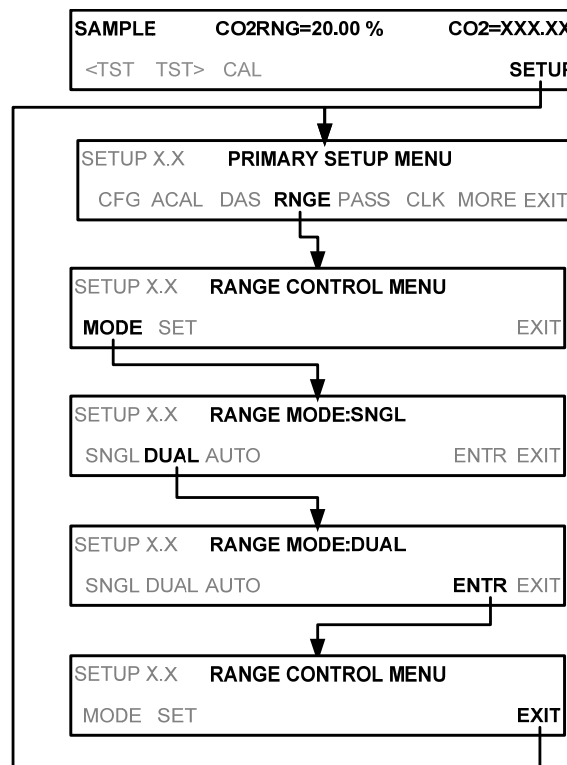 SAMPLE CO2RNG=20.00 % CO2=XXX.XX
<TST TST> CAL SETUP
SETUP X.X PRIMARY SETUP MENU
CFG ACAL DAS RNGE PASS CLK MORE EXIT
SETUP X.X RANGE CONTROL MENU
MODE SET EXIT
SETUP X.X RANGE MODE:SNGL
SNGL DUAL AUTO ENTR EXIT
SETUP X.X RANGE MODE:DUAL
SNGL DUAL AUTO ENTR EXIT
SETUP X.X RANGE CONTROL MENU
MODE SET EXIT